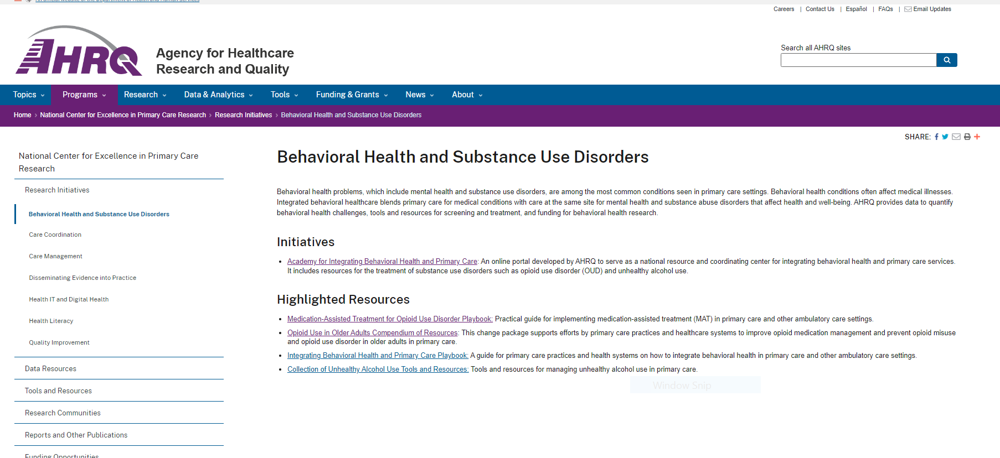 An official website of the Department of Health and Human Services
Careers | Contact Us | Español | FAQs | Email Updates
AHRQ
Agency for Healthcare
Research and Quality
Search all AHRQ sites
Topics Programs Research Data & Analytics Tools Funding & Grants News About
Home › National Center for Excellence in Primary Care Research › Research Initiatives › Behavioral Health and Substance Use Disorders
SHARE:
National Center for Excellence in Primary Care
Research
Research Initiatives
Behavioral Health and Substance Use Disorders
Care Coordination
Care Management
Disseminating Evidence into Practice
Health IT and Digital Health
Health Literacy
Quality Improvement
Data Resources
Tools and Resources
Research Communities
Reports and Other Publications
Funding Opportunities
Behavioral Health and Substance Use Disorders
Behavioral health problems, which include mental health and substance use disorders, are among the most common conditions seen in primary care settings. Behavioral health conditions often affect medical illnesses.
Integrated behavioral healthcare blends primary care for medical conditions with care at the same site for mental health and substance abuse disorders that affect health and well-being. AHRQ provides data to quantify
behavioral health challenges, tools and resources for screening and treatment, and funding for behavioral health research.
Initiatives
• Academy for Integrating Behavioral Health and Primary Care: An online portal developed by AHRQ to serve as a national resource and coordinating center for integrating behavioral health and primary care services.
It includes resources for the treatment of substance use disorders such as opioid use disorder (OUD) and unhealthy alcohol use.
Highlighted Resources
• Medication-Assisted Treatment for Opioid Use Disorder Playbook: Practical guide for implementing medication-assisted treatment (MAT) in primary care and other ambulatory care settings.
• Opioid Use in Older Adults Compendium of Resources: This change package supports efforts by primary care practices and healthcare systems to improve opioid medication management and prevent opioid misuse
and opioid use disorder in older adults in primary care.
• Integrating Behavioral Health and Primary Care Playbook: A guide for primary care practices and health systems on how to integrate behavioral health in primary care and other ambulatory care settings.
• Collection of Unhealthy Alcohol Use Tools and Resources: Tools and resources for managing unhealthy alcohol use in primary care.
Window Snip